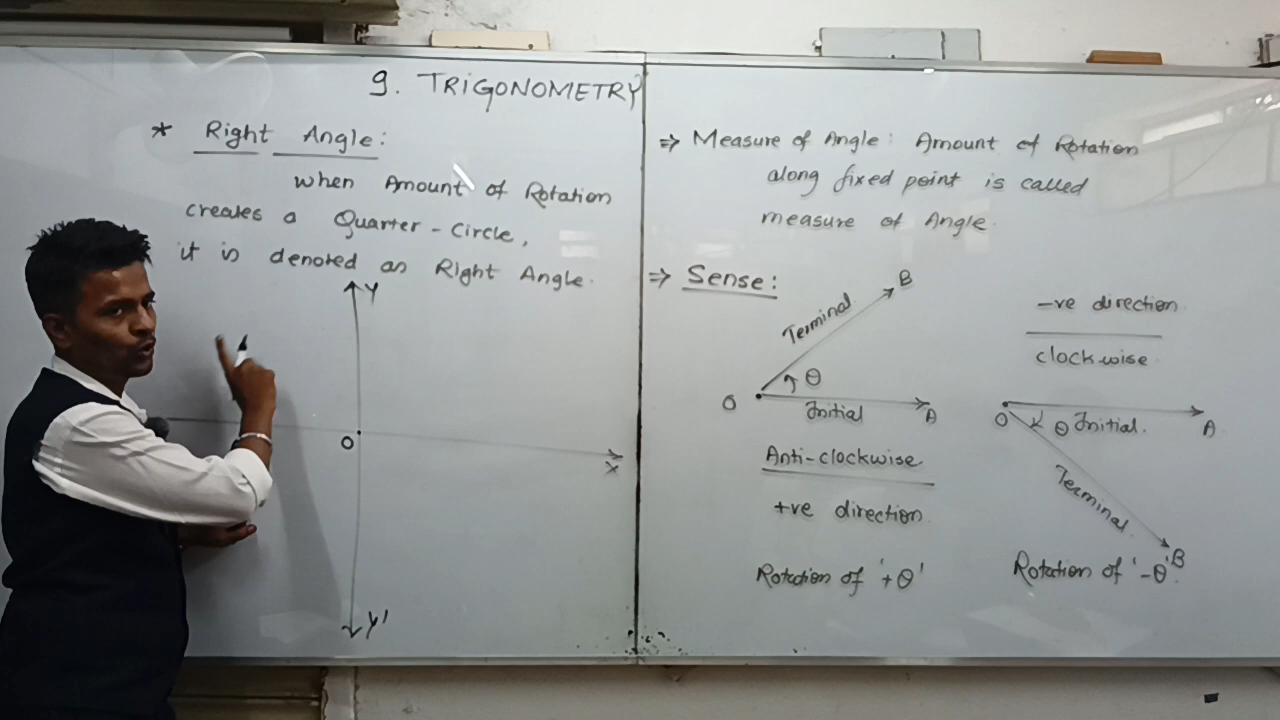 9. TRIGONOMETRY
* Right Angle:
when Amount of Rotation
creates a Quarter-Circle,
it is denoted as Right Angle.
Y
O
X
Y'
⇒ Measure of Angle: Amount of Rotation
along fixed point is called
measure of Angle.
⇒ Sense:
B
Terminal
θ
O
Initial
A
Anti-clockwise
+ve direction
Rotation of '+θ'
-ve direction
clockwise
O
θ Initial.
A
Terminal
B
Rotation of '-θ'.